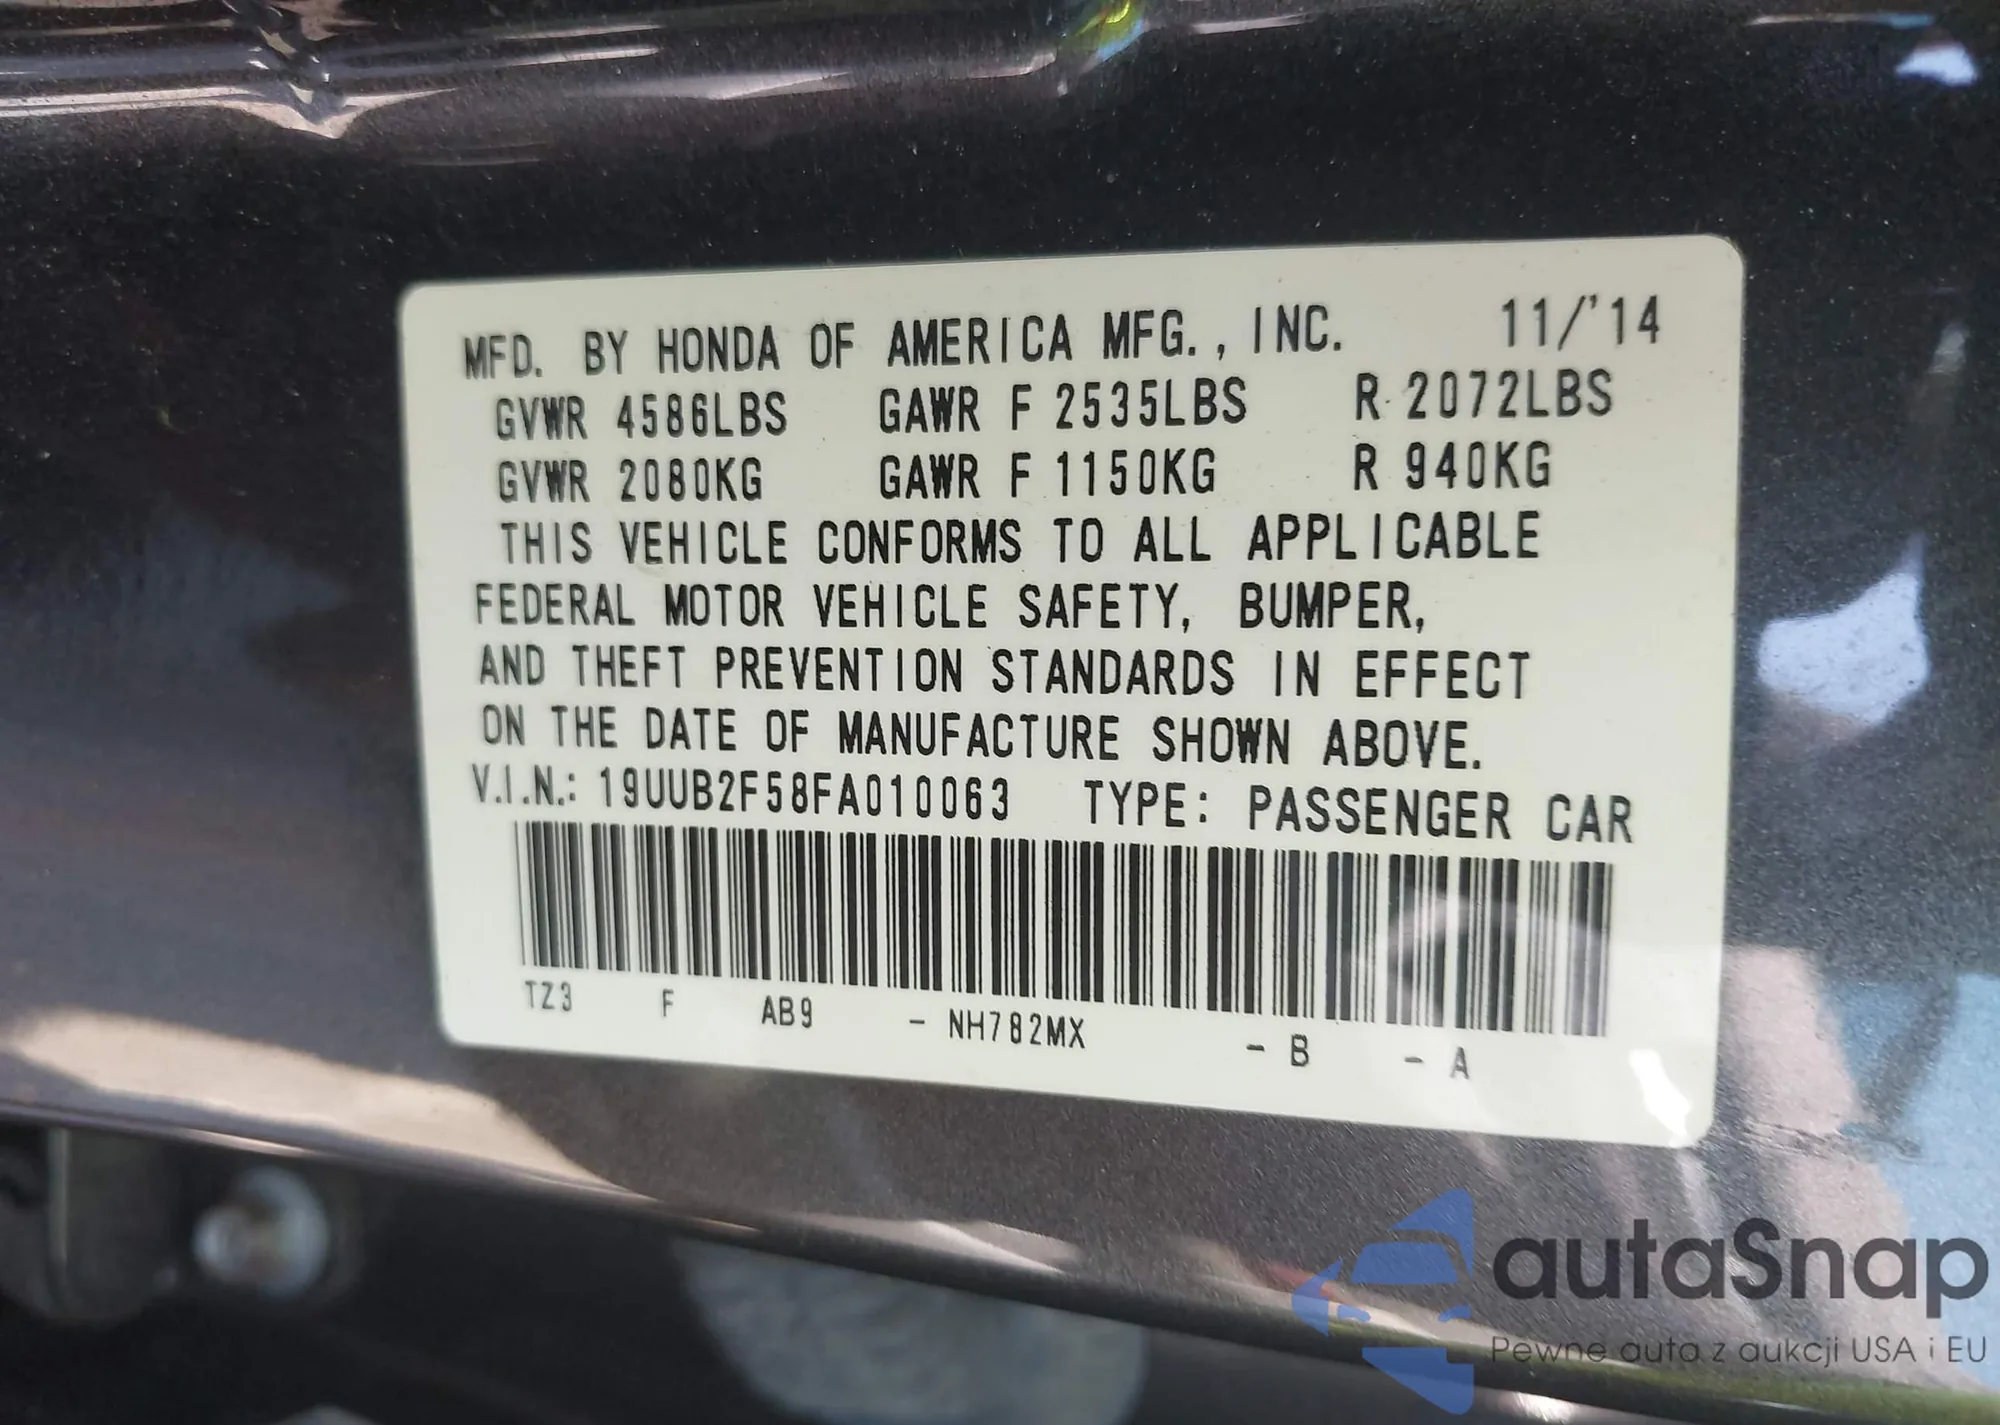 MFD. BY HONDA OF AMERICA MFG., INC. 11/'14
GVWR 4586LBS GAWR F 2535LBS R 2072LBS
GVWR 2080KG GAWR F 1150KG R 940KG
THIS VEHICLE CONFORMS TO ALL APPLICABLE
FEDERAL MOTOR VEHICLE SAFETY, BUMPER,
AND THEFT PREVENTION STANDARDS IN EFFECT
ON THE DATE OF MANUFACTURE SHOWN ABOVE.
V.I.N.: 19UUB2F58FA010063 TYPE: PASSENGER CAR
TZ3 F AB9 - NH782MX - B - A
autaSnap
Pewne auta z aukcji USA i EU